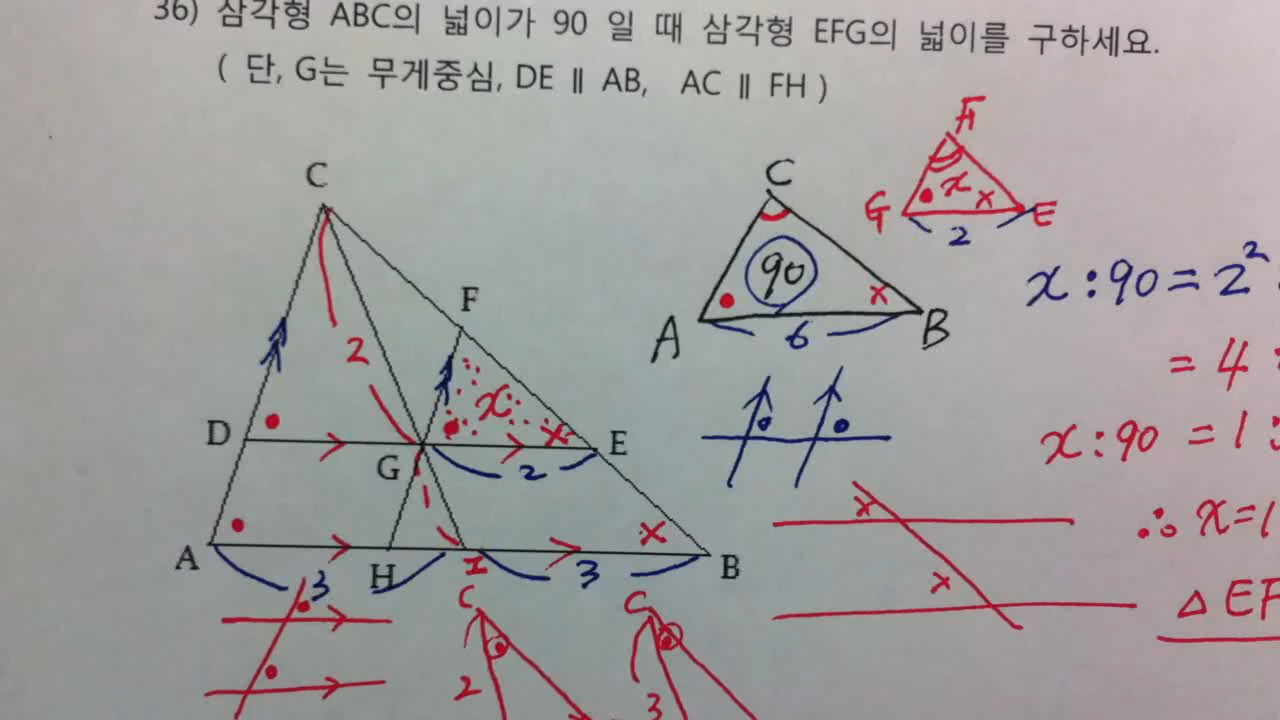 36) 삼각형 ABC의 넓이가 90 일 때 삼각형 EFG의 넓이를 구하세요.
( 단, G는 무게중심, DE ∥ AB, AC ∥ FH )
C
F
D
G
E
A
H
I
B
2
x
2
3
3
C
90
A
6
B
F
G
x
E
2
x : 90 = 2² :
= 4 :
x : 90 = 1 :
∴ x = 1
△ EF
C
2
C
3